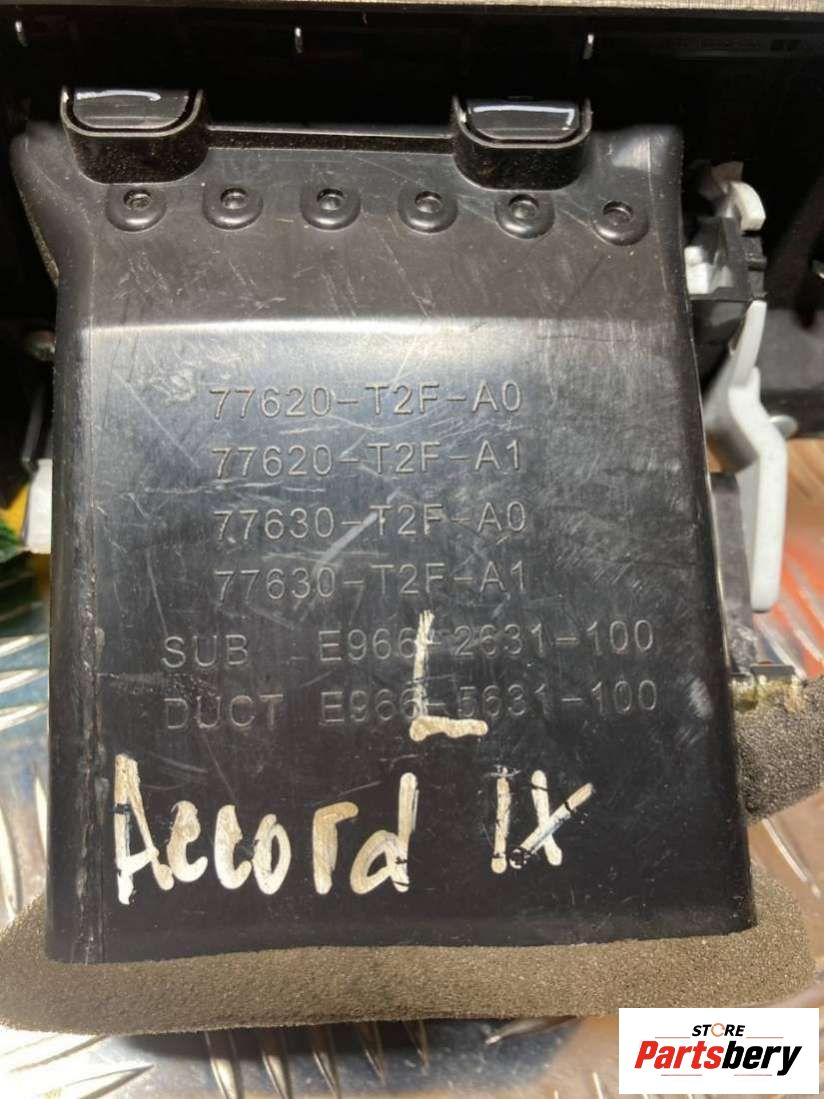 77620-T2F-A0
77620-T2F-A1
77630-T2F-A0
77630-T2F-A1
SUB E966-2631-100
DUCT E966-5631-100
L
Accord IX
STORE
Partsbery